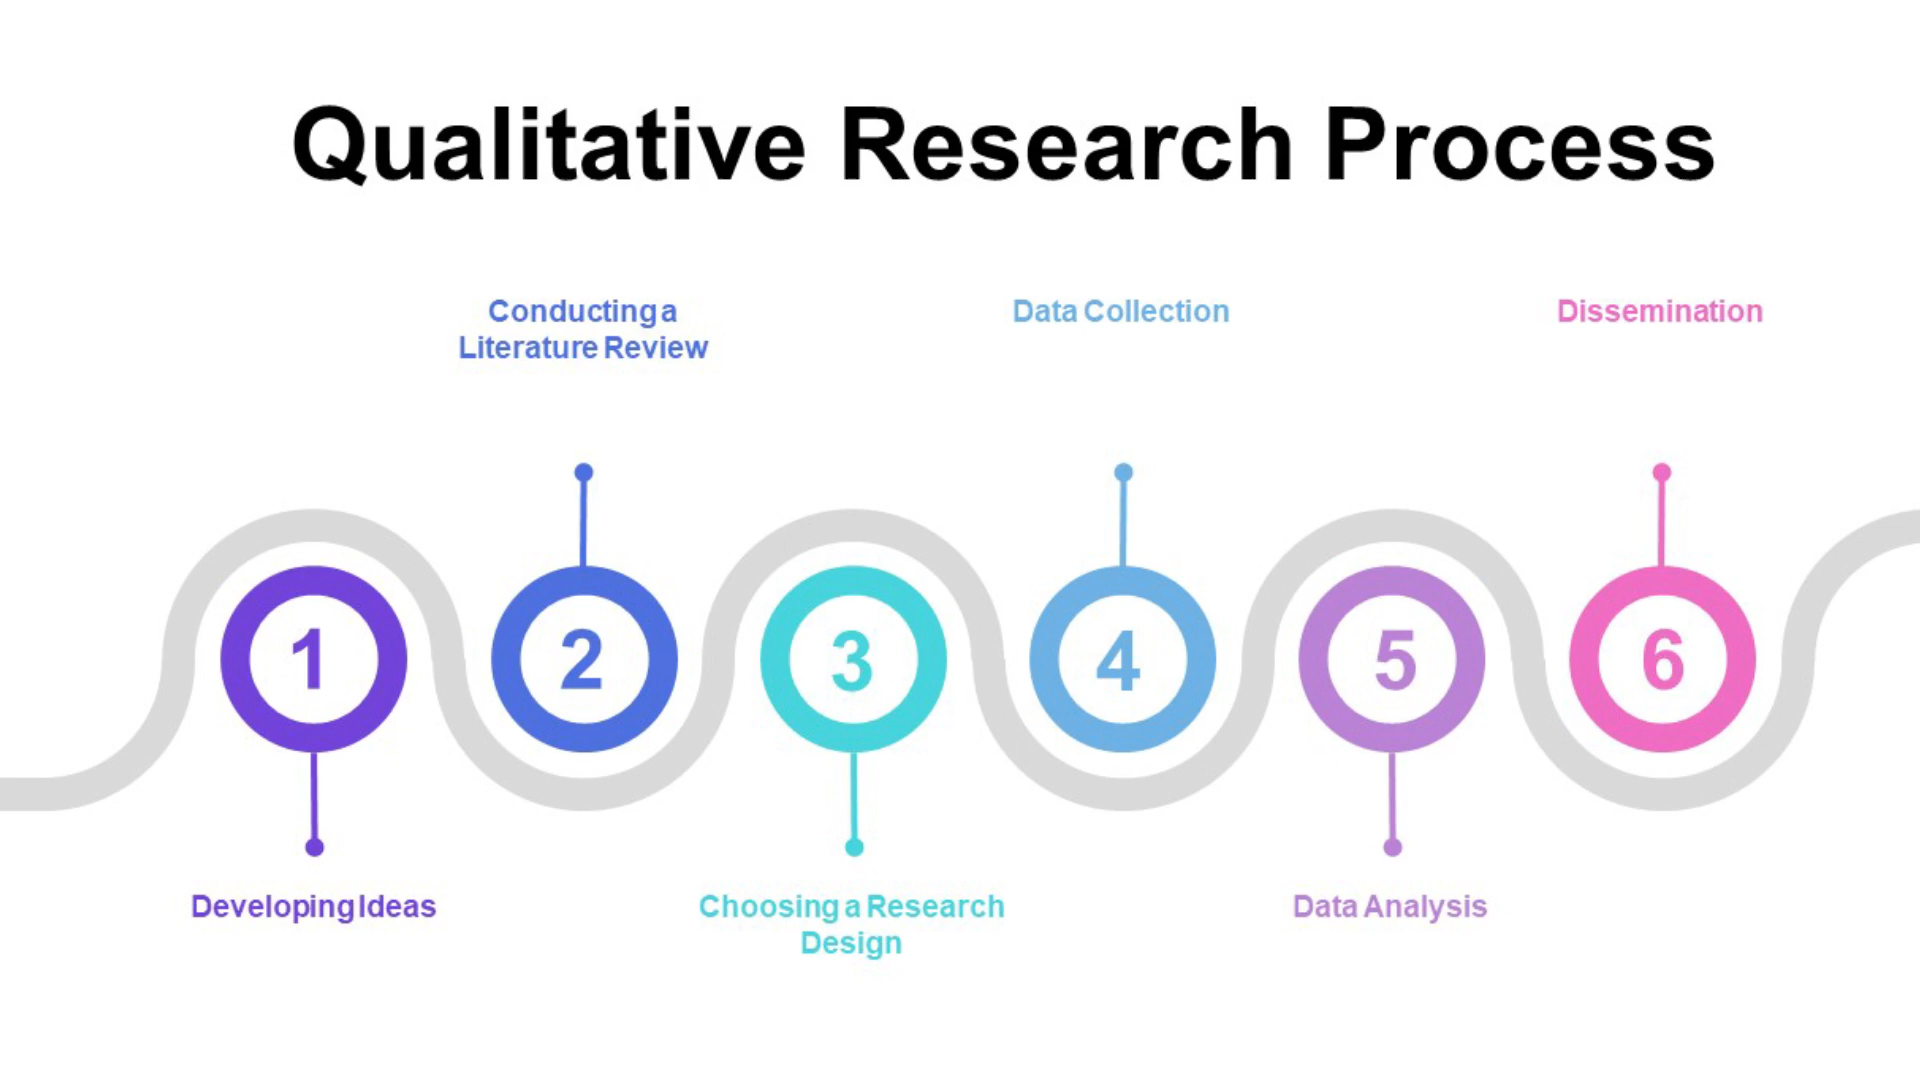 Qualitative Research Process
Conducting a
Literature Review
Data Collection
Dissemination
1
2
3
4
5
6
Developing Ideas
Choosing a Research
Design
Data Analysis